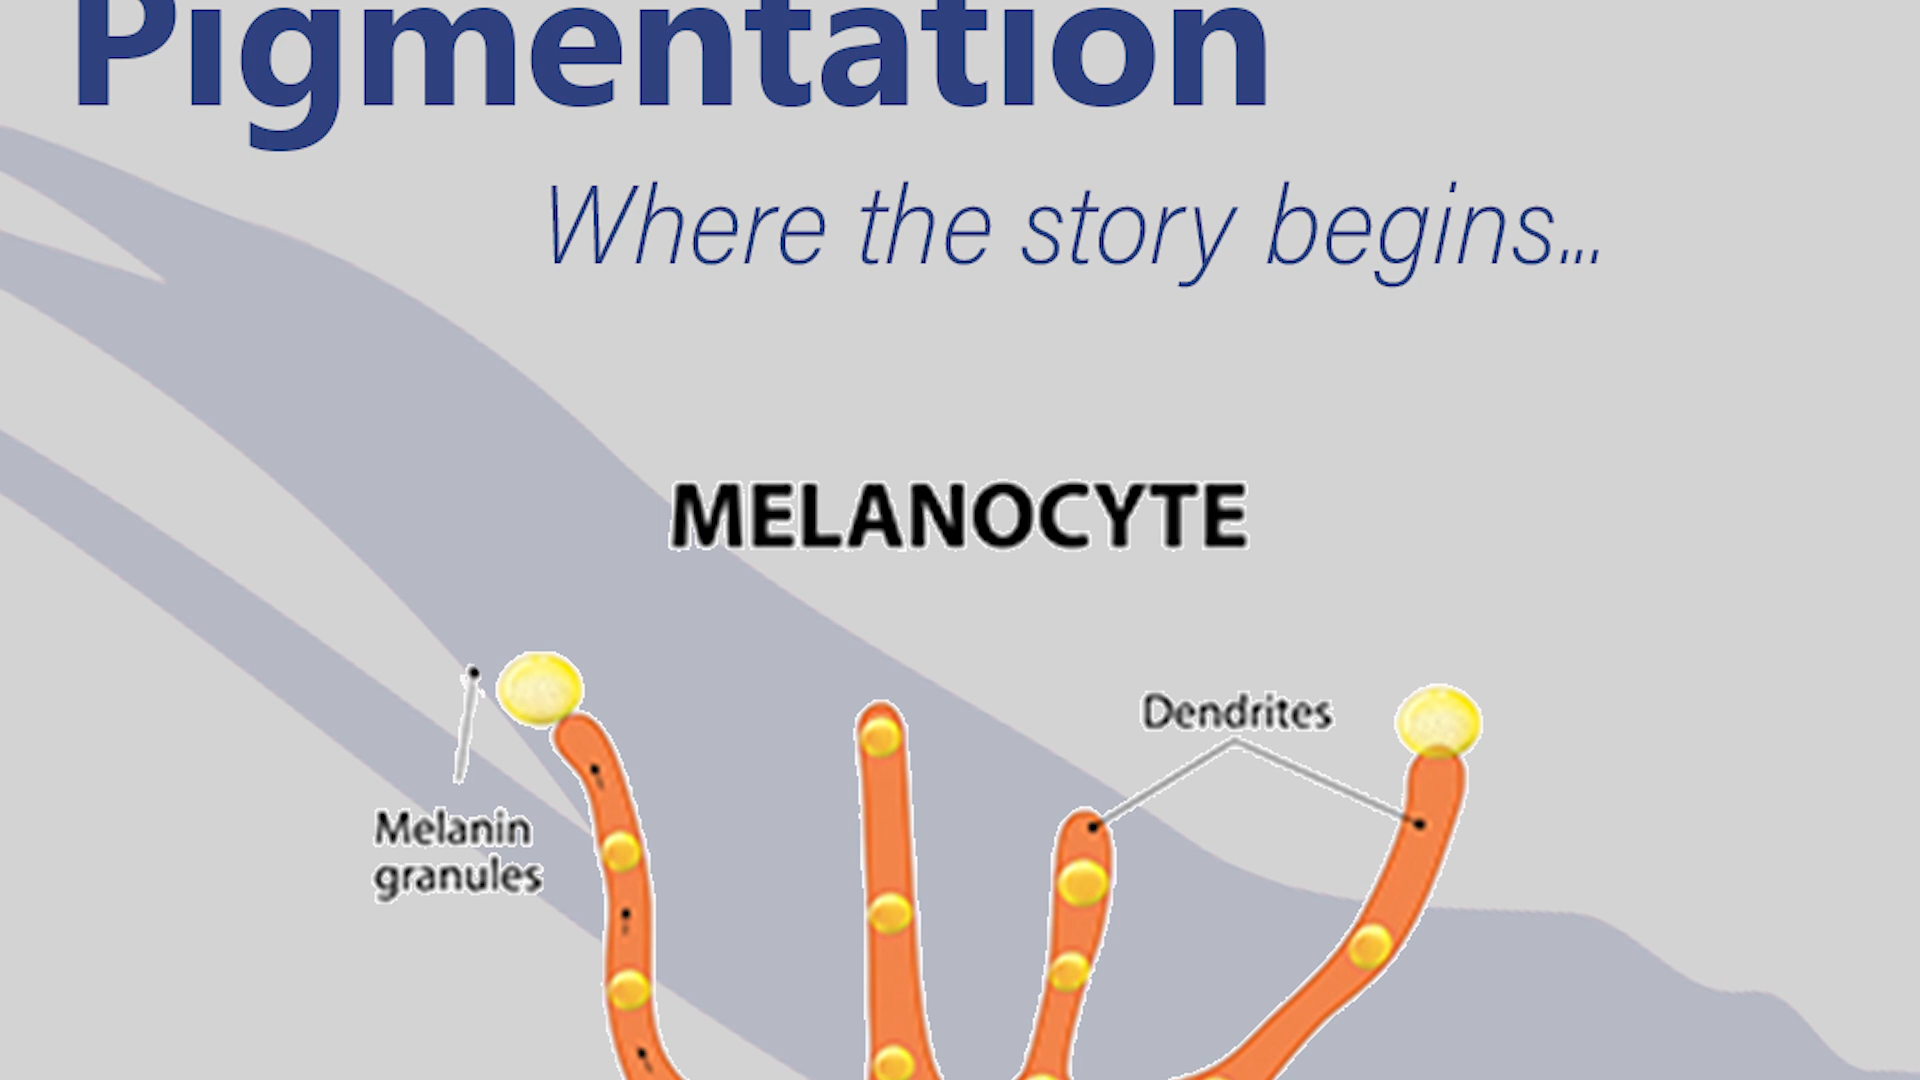 Pigmentation
Where the story begins...
MELANOCYTE
Dendrites
Melanin
granules